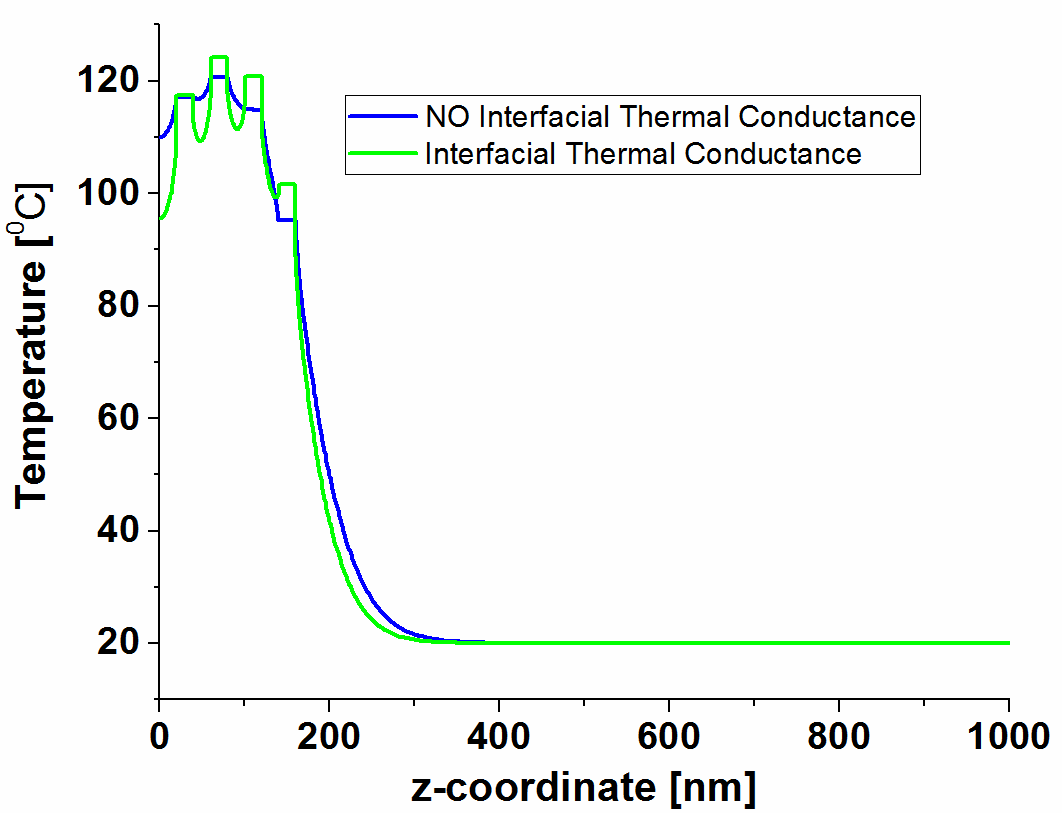 NO Interfacial Thermal Conductance
Interfacial Thermal Conductance
Temperature [⁰C]
120
100
80
60
40
20
0 200 400 600 800 1000
z-coordinate [nm]